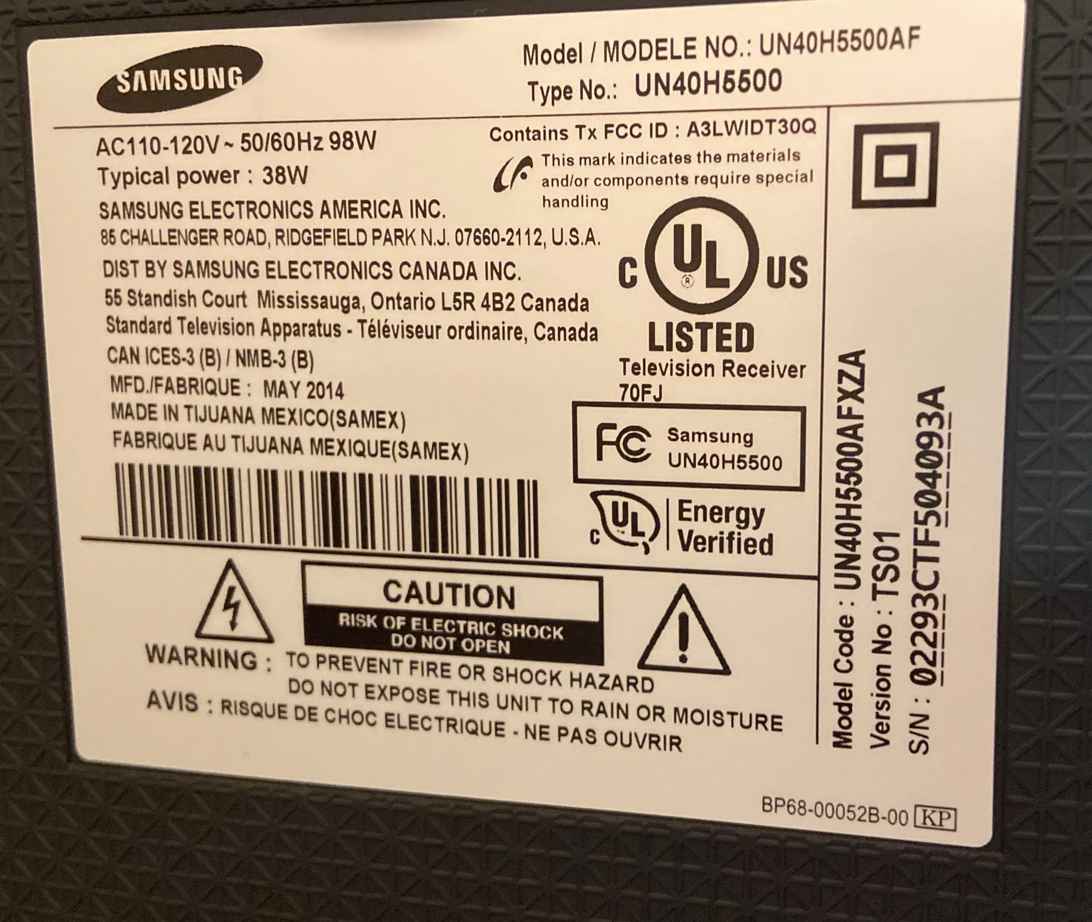 SAMSUNG
Model / MODELE NO.: UN40H5500AF
Type No.: UN40H5500
AC110-120V~ 50/60Hz 98W
Typical power : 38W
SAMSUNG ELECTRONICS AMERICA INC.
85 CHALLENGER ROAD, RIDGEFIELD PARK N.J. 07660-2112, U.S.A.
DIST BY SAMSUNG ELECTRONICS CANADA INC.
55 Standish Court Mississauga, Ontario L5R 4B2 Canada
Standard Television Apparatus - Téléviseur ordinaire, Canada
CAN ICES-3 (B) / NMB-3 (B)
MFD./FABRIQUE : MAY 2014
MADE IN TIJUANA MEXICO(SAMEX)
FABRIQUE AU TIJUANA MEXIQUE(SAMEX)
Contains Tx FCC ID : A3LWIDT30Q
This mark indicates the materials
and/or components require special
handling
C UL ® US
LISTED
Television Receiver
70FJ
FC Samsung
UN40H5500
C UL Energy
Verified
CAUTION
RISK OF ELECTRIC SHOCK
DO NOT OPEN
WARNING : TO PREVENT FIRE OR SHOCK HAZARD
DO NOT EXPOSE THIS UNIT TO RAIN OR MOISTURE
AVIS : RISQUE DE CHOC ELECTRIQUE - NE PAS OUVRIR
Model Code : UN40H5500AFXZA
Version No : TS01
S/N : 02293CTF504093A
BP68-00052B-00 KP